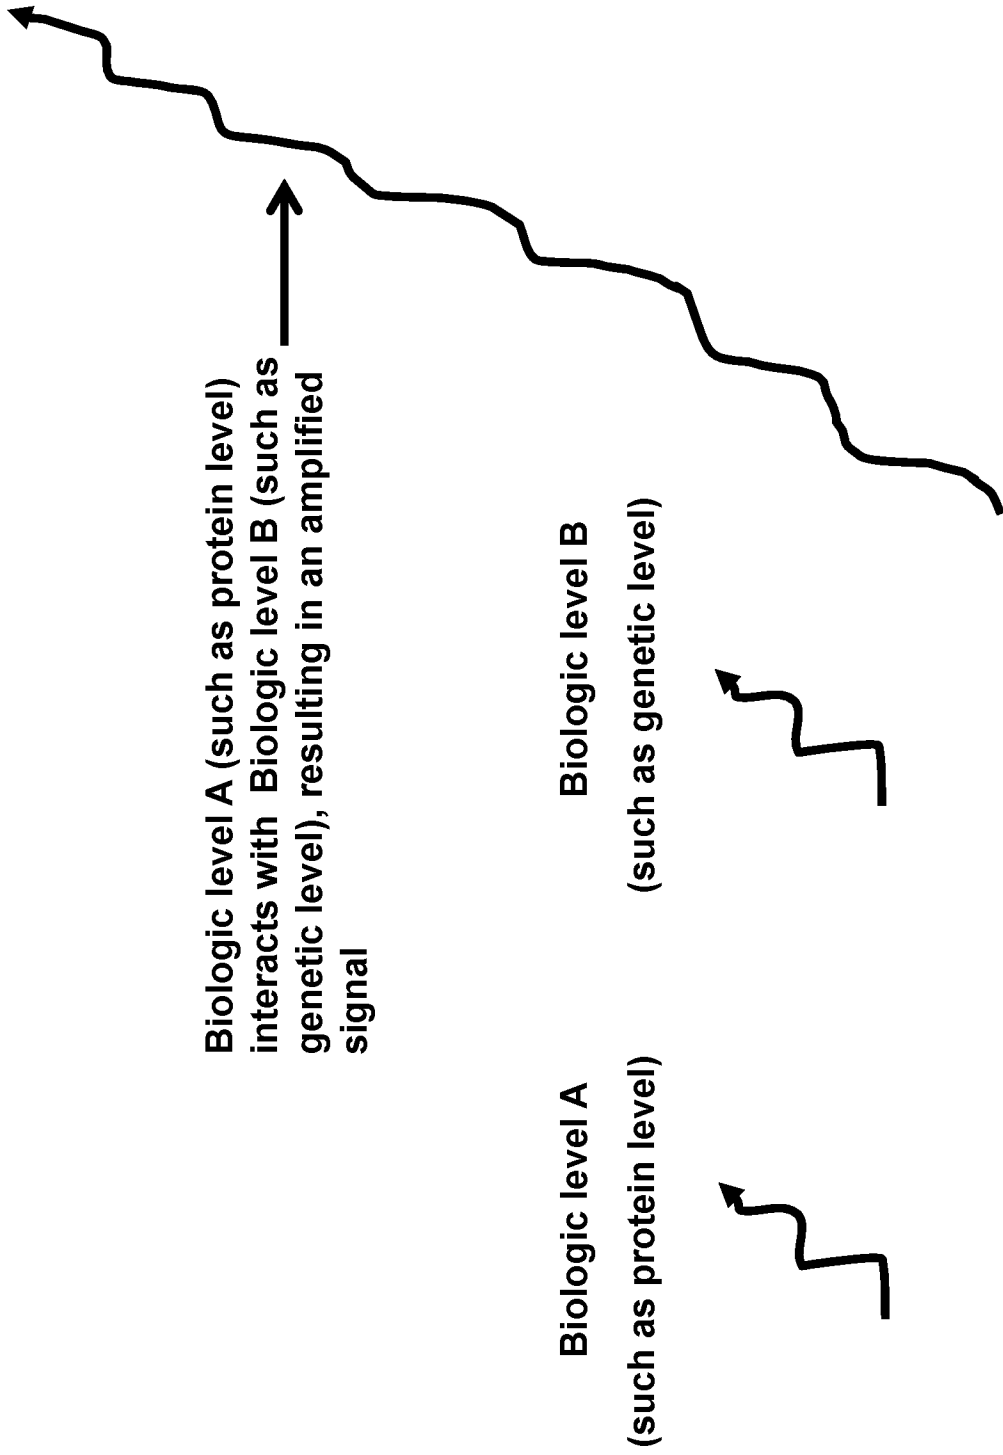 Biologic level A (such as protein level)
interacts with  Biologic level B (such as
genetic level), resulting in an amplified
signal
Biologic level A
(such as protein level)
Biologic level B
(such as genetic level)